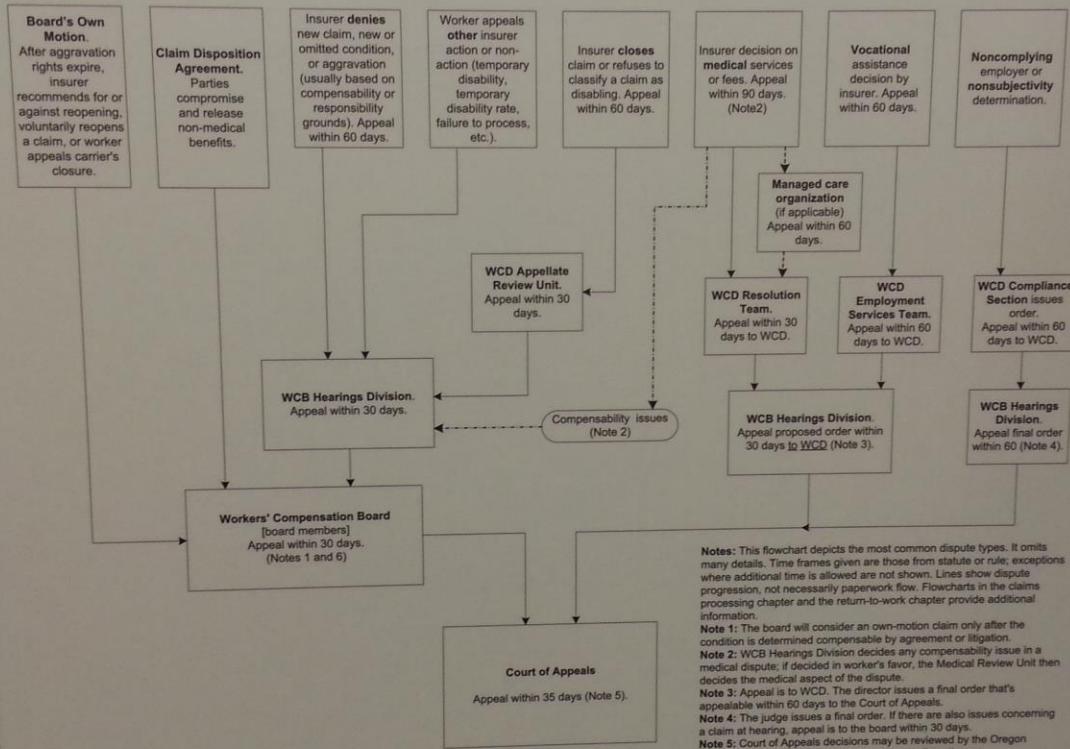 Board's Own
Motion.
After aggravation
rights expire,
insurer
recommends for or
against reopening,
voluntarily reopens
a claim, or worker
appeals carrier's
closure.
Claim Disposition
Agreement.
Parties
compromise
and release
non-medical
benefits.
Insurer denies
new claim, new or
omitted condition,
or aggravation
(usually based on
compensability or
responsibility
grounds). Appeal
within 60 days.
Worker appeals
other insurer
action or non-
action (temporary
disability,
temporary
disability rate,
failure to process,
etc.).
Insurer closes
claim or refuses to
classify a claim as
disabling. Appeal
within 60 days.
Insurer decision on
medical services
or fees. Appeal
within 90 days.
(Note2)
Vocational
assistance
decision by
insurer. Appeal
within 60 days.
Noncomplying
employer or
nonsubjectivity
determination.
Managed care
organization
(if applicable)
Appeal within 60
days.
WCD Appellate
Review Unit.
Appeal within 30
days.
WCD Resolution
Team.
Appeal within 30
days to WCD.
WCD
Employment
Services Team.
Appeal within 60
days to WCD.
WCD Compliance
Section issues
order.
Appeal within 60
days to WCD.
WCB Hearings Division.
Appeal within 30 days.
Compensability issues
(Note 2)
WCB Hearings Division.
Appeal proposed order within
30 days to WCD (Note 3).
WCB Hearings
Division.
Appeal final order
within 60 (Note 4).
Workers' Compensation Board
[board members]
Appeal within 30 days.
(Notes 1 and 6)
Court of Appeals
Appeal within 35 days (Note 5).
Notes: This flowchart depicts the most common dispute types. It omits
many details. Time frames given are those from statute or rule; exceptions
where additional time is allowed are not shown. Lines show dispute
progression, not necessarily paperwork flow. Flowcharts in the claims
processing chapter and the return-to-work chapter provide additional
information.
Note 1: The board will consider an own-motion claim only after the
condition is determined compensable by agreement or litigation.
Note 2: WCB Hearings Division decides any compensability issue in a
medical dispute; if decided in worker's favor, the Medical Review Unit then
decides the medical aspect of the dispute.
Note 3: Appeal is to WCD. The director issues a final order that's
appealable within 60 days to the Court of Appeals.
Note 4: The judge issues a final order. If there are also issues concerning
a claim at hearing, appeal is to the board within 30 days.
Note 5: Court of Appeals decisions may be reviewed by the Oregon